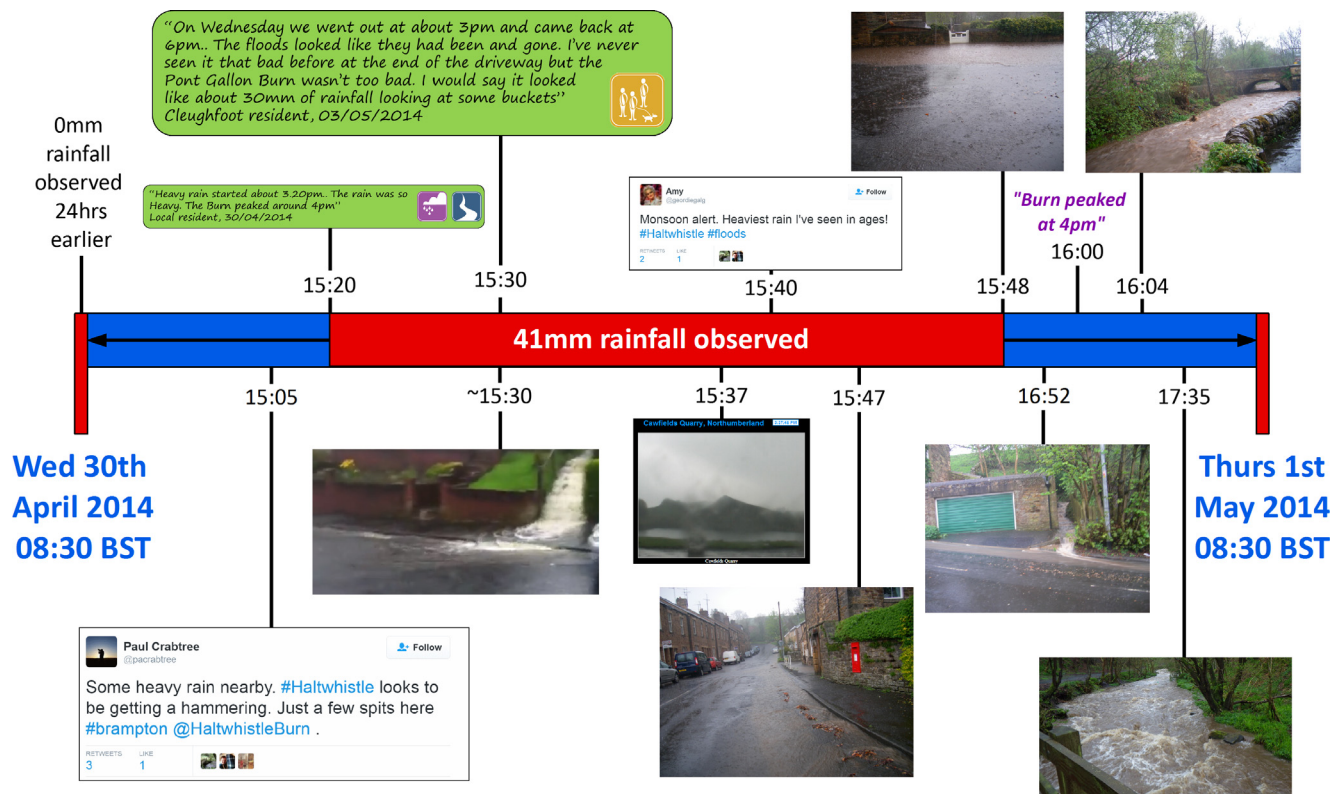 “On Wednesday we went out at about 3pm and came back at
6pm.. The floods looked like they had been and gone. I’ve never
seen it that bad before at the end of the driveway but the
Pont Gallon Burn wasn’t too bad. I would say it looked
like about 30mm of rainfall looking at some buckets”
Cleughfoot resident, 03/05/2014
0mm
rainfall
observed
24hrs
earlier
“Heavy rain started about 3.20pm.. The rain was so
Heavy. The Burn peaked around 4pm”
Local resident, 30/04/2014
Amy
@geordiegalg
Follow
Monsoon alert. Heaviest rain I've seen in ages!
#Haltwhistle #floods
RETWEETS LIKE
2 1
"Burn peaked
at 4pm"
15:20
15:30
15:40
15:48
16:00
16:04
41mm rainfall observed
15:05
~15:30
15:37
15:47
16:52
17:35
Cawfields Quarry, Northumberland
Cawfields Quarry
Wed 30th
April 2014
08:30 BST
Thurs 1st
May 2014
08:30 BST
Paul Crabtree
@pacrabtree
Follow
Some heavy rain nearby. #Haltwhistle looks to
be getting a hammering. Just a few spits here
#brampton @HaltwhistleBurn .
RETWEETS LIKE
3 1